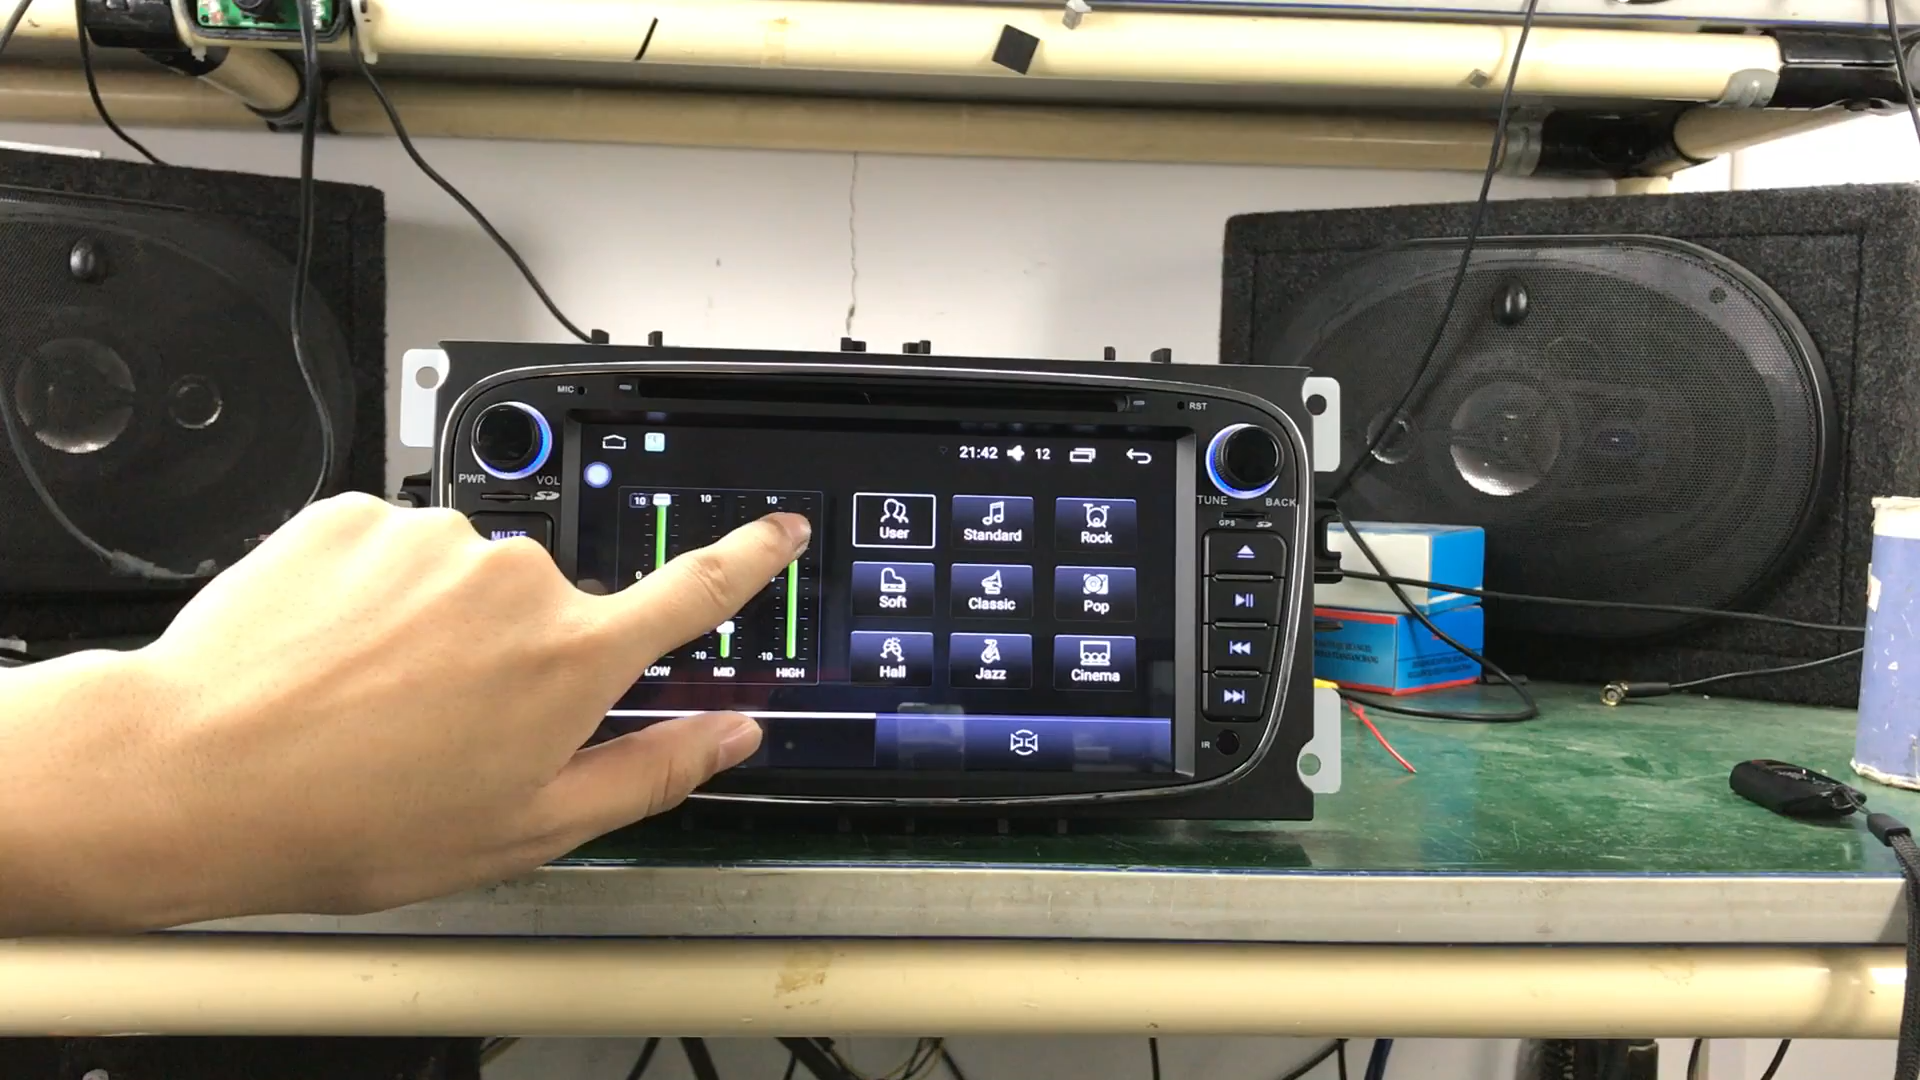 MIC
RST
PWR
VOL
TUNE
BACK
GPS
MUTE
21:42
12
10
10
10
0
-10
-10
LOW
MID
HIGH
User
Standard
Rock
Soft
Classic
Pop
Hall
Jazz
Cinema
IR